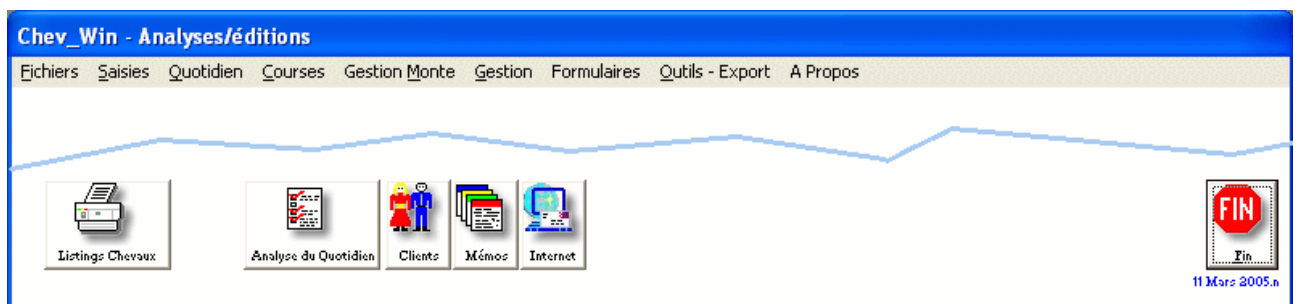 Chev_Win - Analyses/éditions
Fichiers Saisies Quotidien Courses Gestion Monte Gestion Formulaires Outils - Export A Propos
FIN
Listings Chevaux Analyse du Quotidien Clients Mémos Internet Fin
11 Mars 2005.n